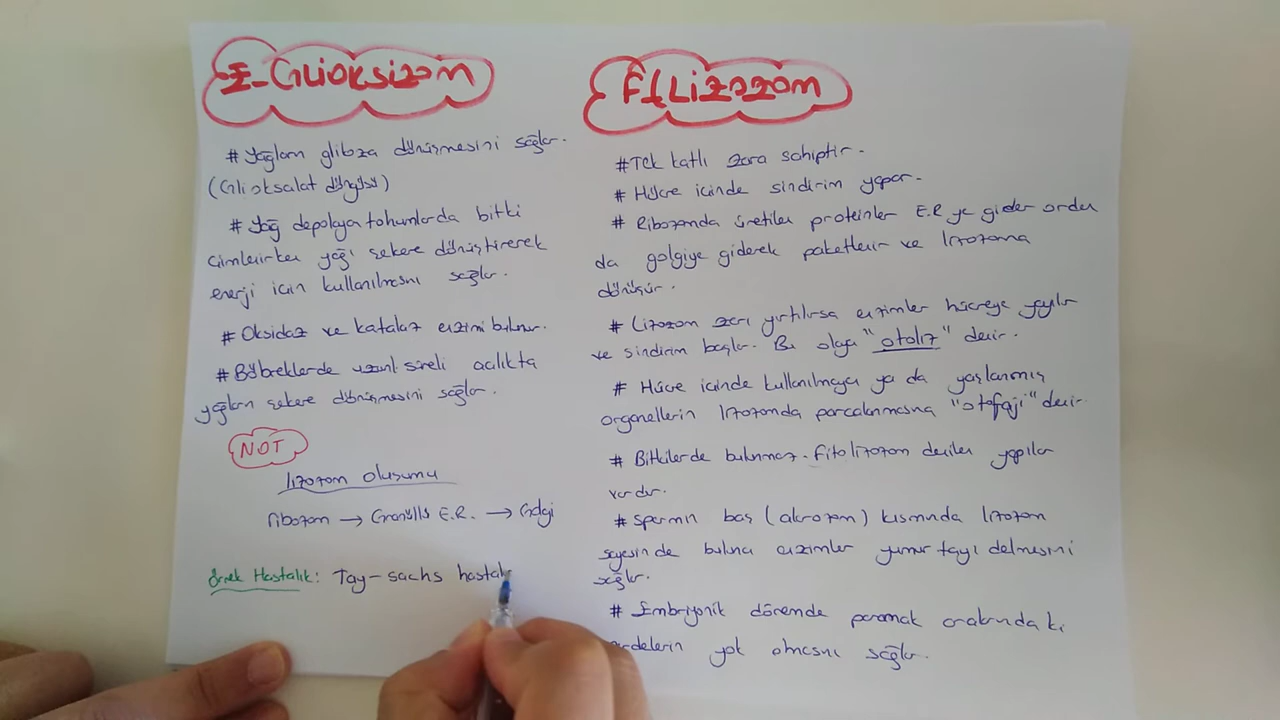 E-Glioksizom
# Yağların glikoza dönüşmesini sağlar.
(Glioksalat döngüsü)
# Yağ depolayan tohumlarda bitki
çimlenirken yağı şekere dönüştürerek
enerji için kullanılmasını sağlar.
# Oksidaz ve katalaz enzimi bulunur.
# Böbreklerde uzun süreli açlıkta
yağların şekere dönüşmesini sağlar.
NOT
lizozom oluşumu
Ribozom → Granüllü E.R. → Golgi
Örnek Hastalık: Tay-sachs hastalı
F-Lizozom
# Tek katlı zara sahiptir.
# Hücre içinde sindirim yapar.
# Ribozomda üretilen proteinler E.R ye gider ordan
da golgiye giderek paketlenir ve lizozoma
dönüşür.
# Lizozom zarı yırtılırsa enzimler hücreye yayılır
ve sindirim başlar. Bu olaya "otoliz" denir.
# Hücre içinde kullanılmayan ya da yaşlanmış
organellerin lizozomda parçalanmasına "otofaji" denir.
# Bitkilerde bulunmaz. Fitolizozom denilen yapılar
vardır.
# Spermin baş (akrozom) kısmında lizozom
sayesinde bulunan enzimler yumurtayı delmesini
sağlar.
# Embriyonik dönemde parmak arakındaki
perdelerin yok olmasını sağlar.